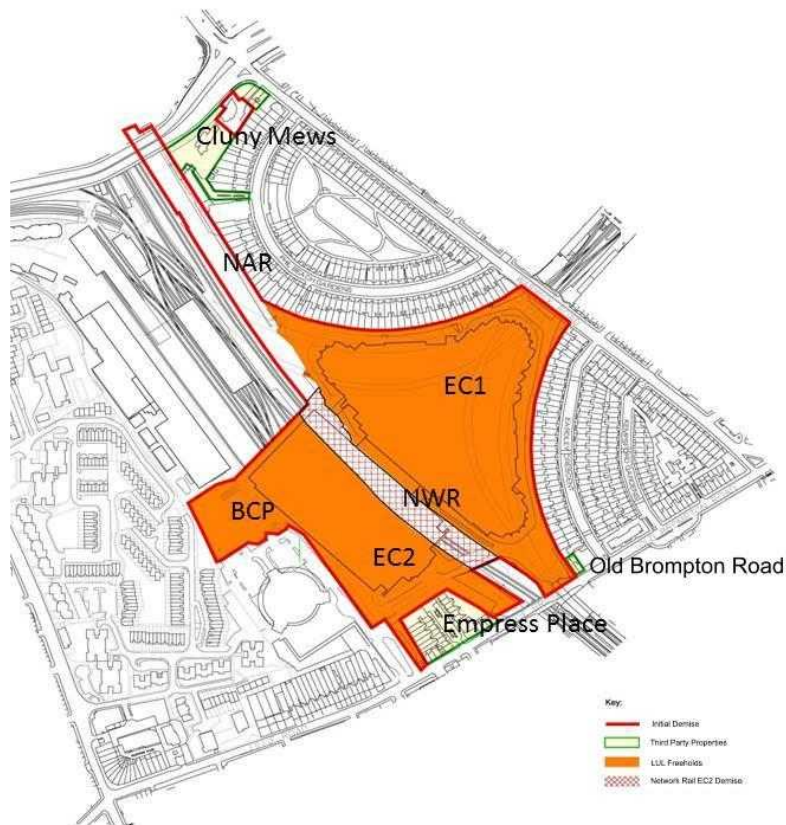 Cluny Mews
NAR
EC1
NWR
BCP
EC2
Old Brompton Road
Empress Place
Key:
Initial Demise
Third Party Properties
LUL Freeholds
Network Rail EC2 Demise